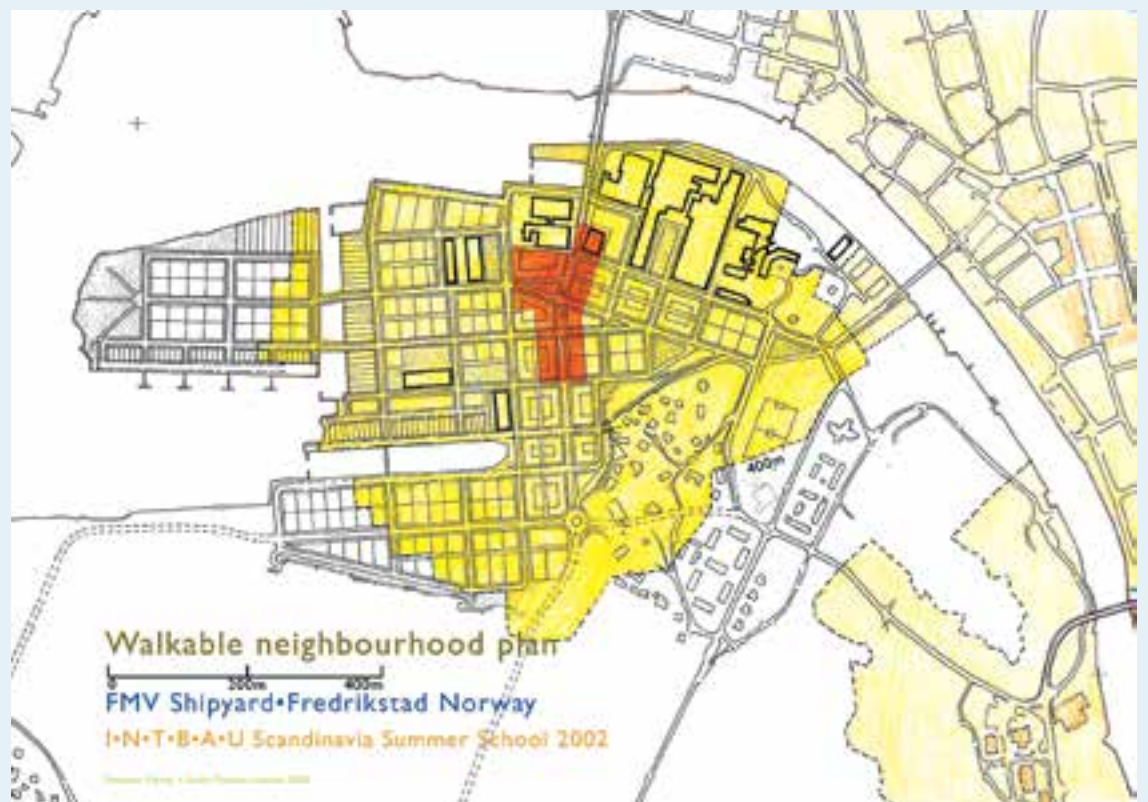 400m
Walkable neighbourhood plan
0 200m 400m
FMV Shipyard•Fredrikstad Norway
I•N•T•B•A•U Scandinavia Summer School 2002